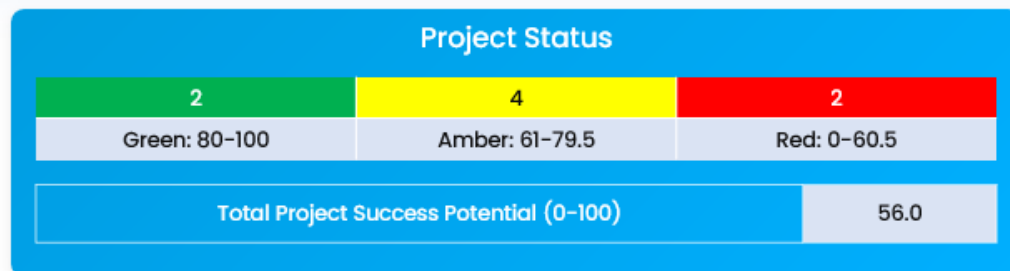 Project Status
2 4 2
Green: 80-100 Amber: 61-79.5 Red: 0-60.5
Total Project Success Potential (0-100) 56.0